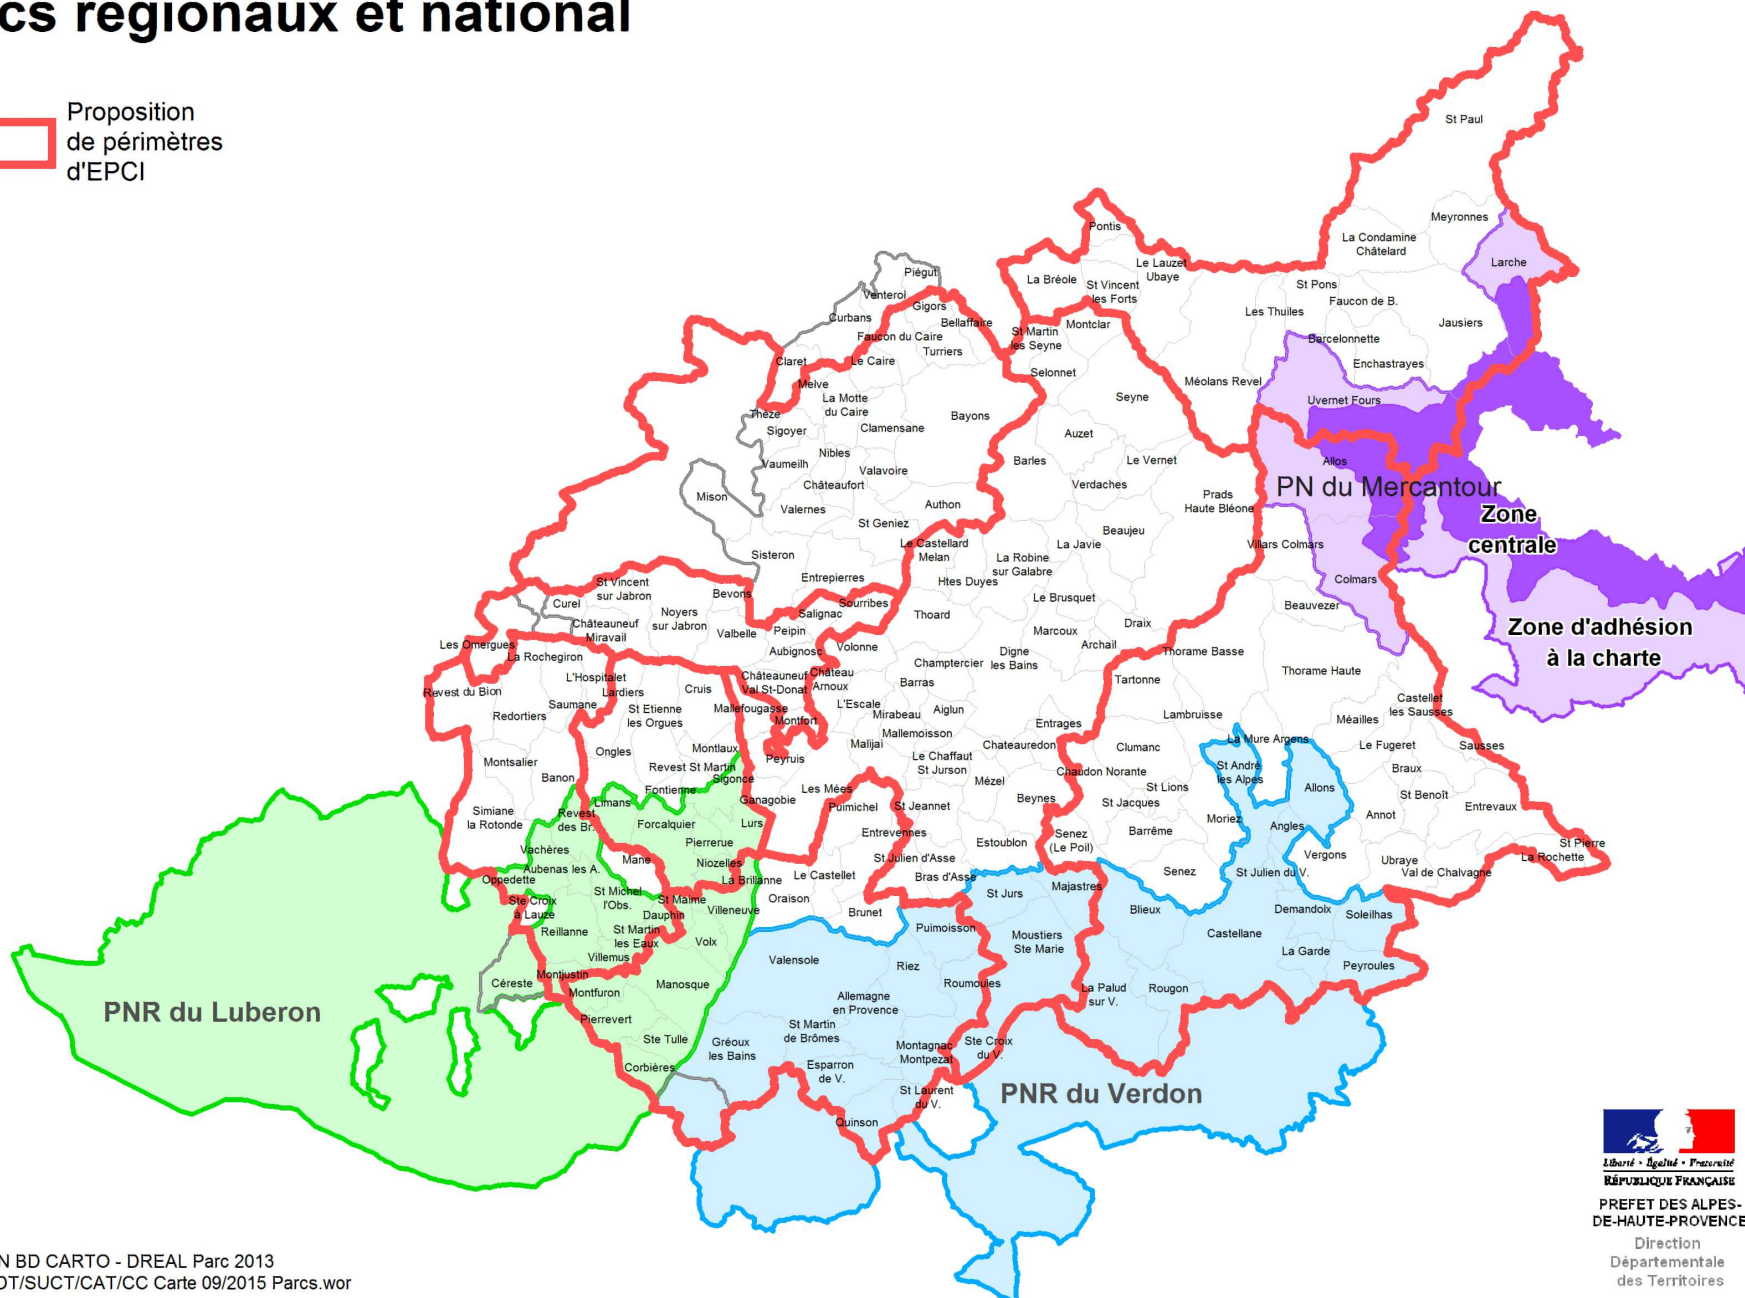 cs régionaux et national
Proposition
de périmètres
d'EPCI
St Paul
Meyronnes
La Condamine
Châtelard
Larche
Pontis
Le Lauzet
Ubaye
La Bréole
St Vincent
les Forts
St Pons
Faucon de B.
Les Thuiles
Jausiers
Barcelonnette
Enchastrayes
Méolans Revel
Uvernet Fours
Piégut
Venterol
Curbans
Gigors
Bellaffaire
Faucon du Caire
Turriers
Claret
Le Caire
Melve
La Motte
du Caire
Thèze
Sigoyer
Clamensane
Bayons
Nibles
Vaumeilh
Valavoire
Châteaufort
Mison
Valernes
Authon
St Geniez
Sisteron
Entrepierres
St Martin
les Seyne
Montclar
Selonnet
Seyne
Auzet
Barles
Le Vernet
Verdaches
Prads
Haute Bléone
Beaujeu
La Javie
Le Castellard
Melan
La Robine
sur Galabre
Htes Duyes
Le Brusquet
Thoard
Draix
Marcoux
Archail
Digne
les Bains
Champtercier
Barras
Allos
PN du Mercantour
Zone
centrale
Villars Colmars
Colmars
Beauvezer
Zone d'adhésion
à la charte
Thorame Basse
Thorame Haute
St Vincent
sur Jabron
Bevons
Curel
Noyers
sur Jabron
Châteauneuf
Miravail
Valbelle
Salignac
Sourribes
Peipin
Aubignosc
Volonne
Les Omergues
La Rochegiron
Châteauneuf
Val St-Donat
Château
Arnoux
Revest du Bion
L'Hospitalet
Lardiers
Cruis
Saumane
Redortiers
St Etienne
les Orgues
Mallefougasse
Montfort
L'Escale
Mirabeau
Aiglun
Mallemoisson
Malijai
Entrages
Chateauredon
Le Chaffaut
St Jurson
Mézel
Beynes
Peyruis
Ongles
Montlaux
Montsalier
Banon
Revest St Martin
Sigonce
Fontienne
Ganagobie
Les Mées
Puimichel
St Jeannet
Entrevennes
Estoublon
St Julien d'Asse
Bras d'Asse
Le Castellet
Oraison
Brunet
Simiane
la Rotonde
Revest
des Br.
Limans
Forcalquier
Lurs
Pierrerue
Vachères
Mane
Niozelles
Aubenas les A.
Oppedette
La Brillanne
St Michel
l'Obs.
St Maime
Villeneuve
Ste Croix
à Lauze
Dauphin
Reillanne
St Martin
les Eaux
Volx
Villemus
Montjustin
Céreste
Montfuron
Manosque
Pierrevert
Ste Tulle
Corbières
PNR du Luberon
Tartonne
Lambruisse
Castellet
les Sausses
Méailles
La Mure Argens
Le Fugeret
Sausses
Clumanc
Chaudon Norante
St André
les Alpes
Braux
St Lions
Allons
St Benoît
St Jacques
Entrevaux
Moriez
Annot
Angles
Barrême
Senez
(Le Poil)
St Pierre
La Rochette
Vergons
Ubraye
Val de Chalvagne
Senez
St Julien du V.
St Jurs
Majastres
Blieux
Demandolx
Soleilhas
Castellane
La Garde
Peyroules
Puimoisson
Moustiers
Ste Marie
Valensole
Riez
Roumoules
La Palud
sur V.
Rougon
Allemagne
en Provence
St Martin
de Brômes
Gréoux
les Bains
Montagnac
Montpezat
Ste Croix
du V.
Esparron
de V.
St Laurent
du V.
Quinson
PNR du Verdon
Liberté • Égalité • Fraternité
RÉPUBLIQUE FRANÇAISE
PREFET DES ALPES-
DE-HAUTE-PROVENCE
Direction
Départementale
des Territoires
N BD CARTO - DREAL Parc 2013
DT/SUCT/CAT/CC Carte 09/2015 Parcs.wor